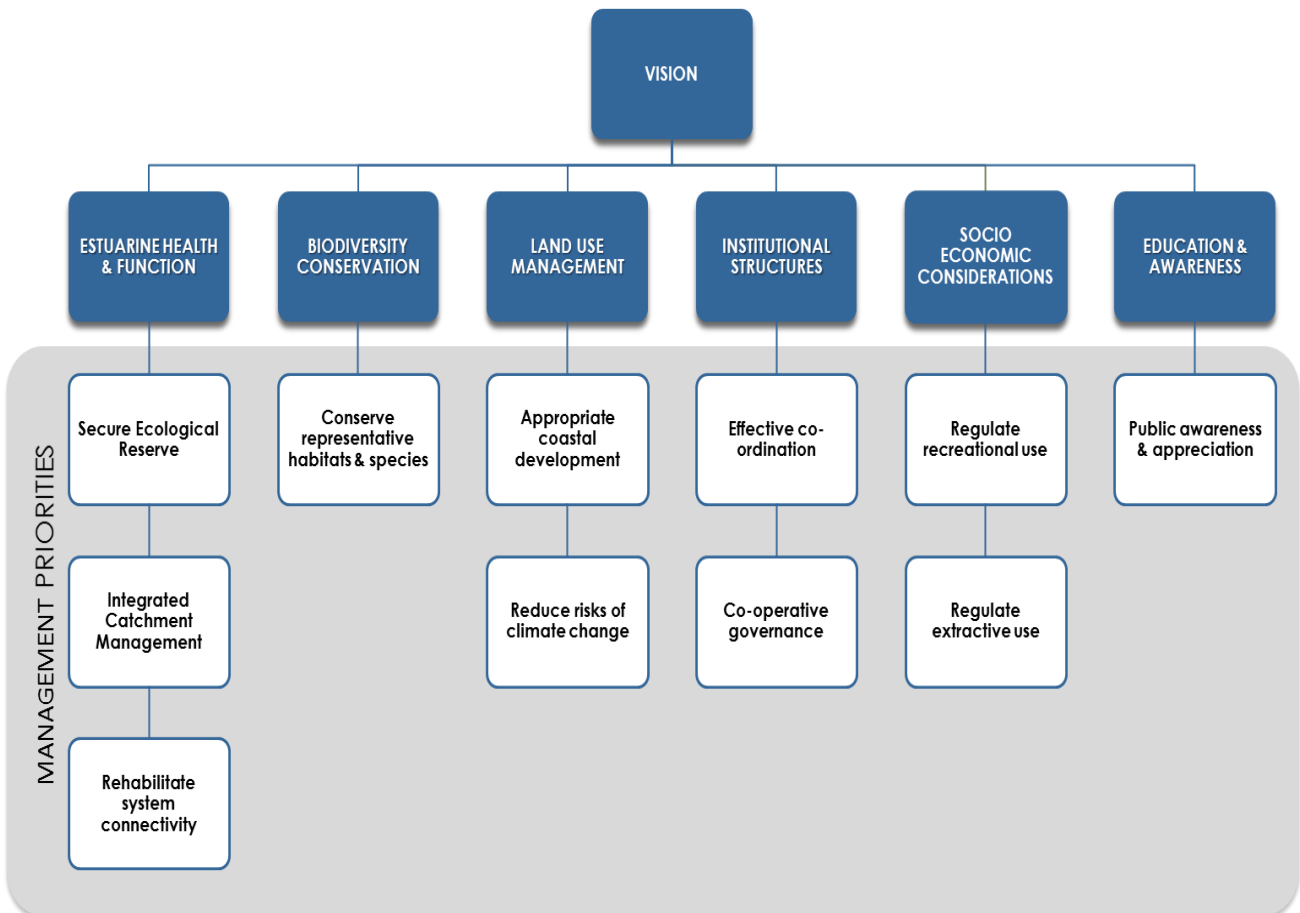 VISION
ESTUARINE HEALTH
& FUNCTION
BIODIVERSITY
CONSERVATION
LAND USE
MANAGEMENT
INSTITUTIONAL
STRUCTURES
SOCIO
ECONOMIC
CONSIDERATIONS
EDUCATION &
AWARENESS
MANAGEMENT PRIORITIES
Secure Ecological
Reserve
Conserve
representative
habitats & species
Appropriate
coastal
development
Effective co-
ordination
Regulate
recreational use
Public awareness
& appreciation
Integrated
Catchment
Management
Reduce risks of
climate change
Co-operative
governance
Regulate
extractive use
Rehabilitate
system
connectivity